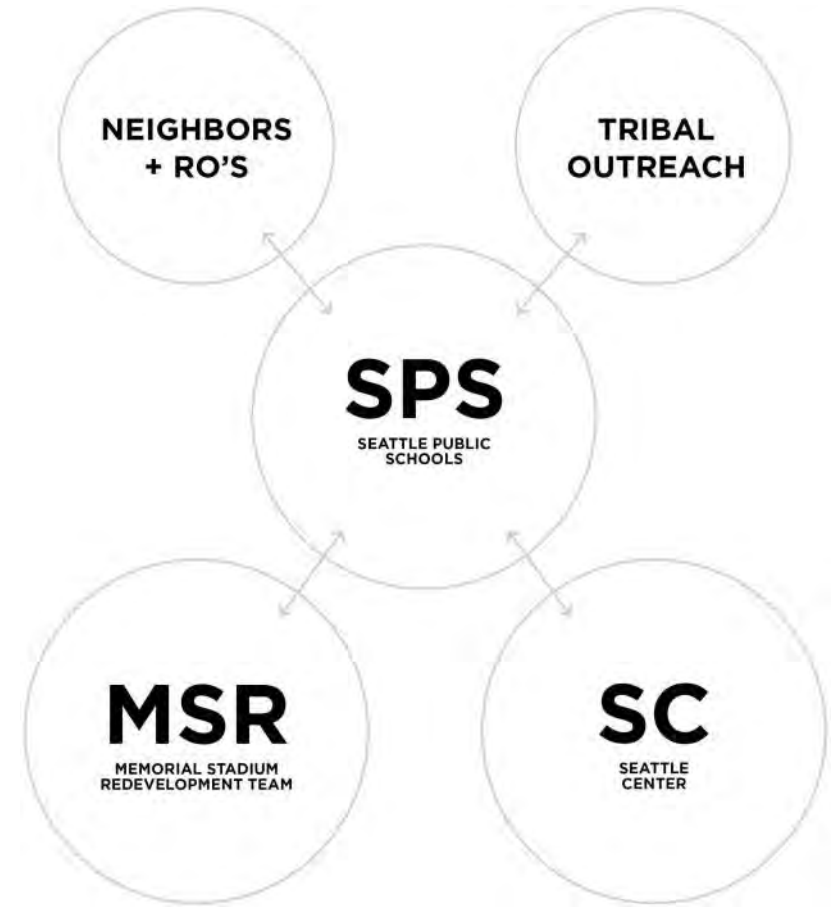 NEIGHBORS
+ RO'S
TRIBAL
OUTREACH
SPS
SEATTLE PUBLIC
SCHOOLS
MSR
MEMORIAL STADIUM
REDEVELOPMENT TEAM
SC
SEATTLE
CENTER